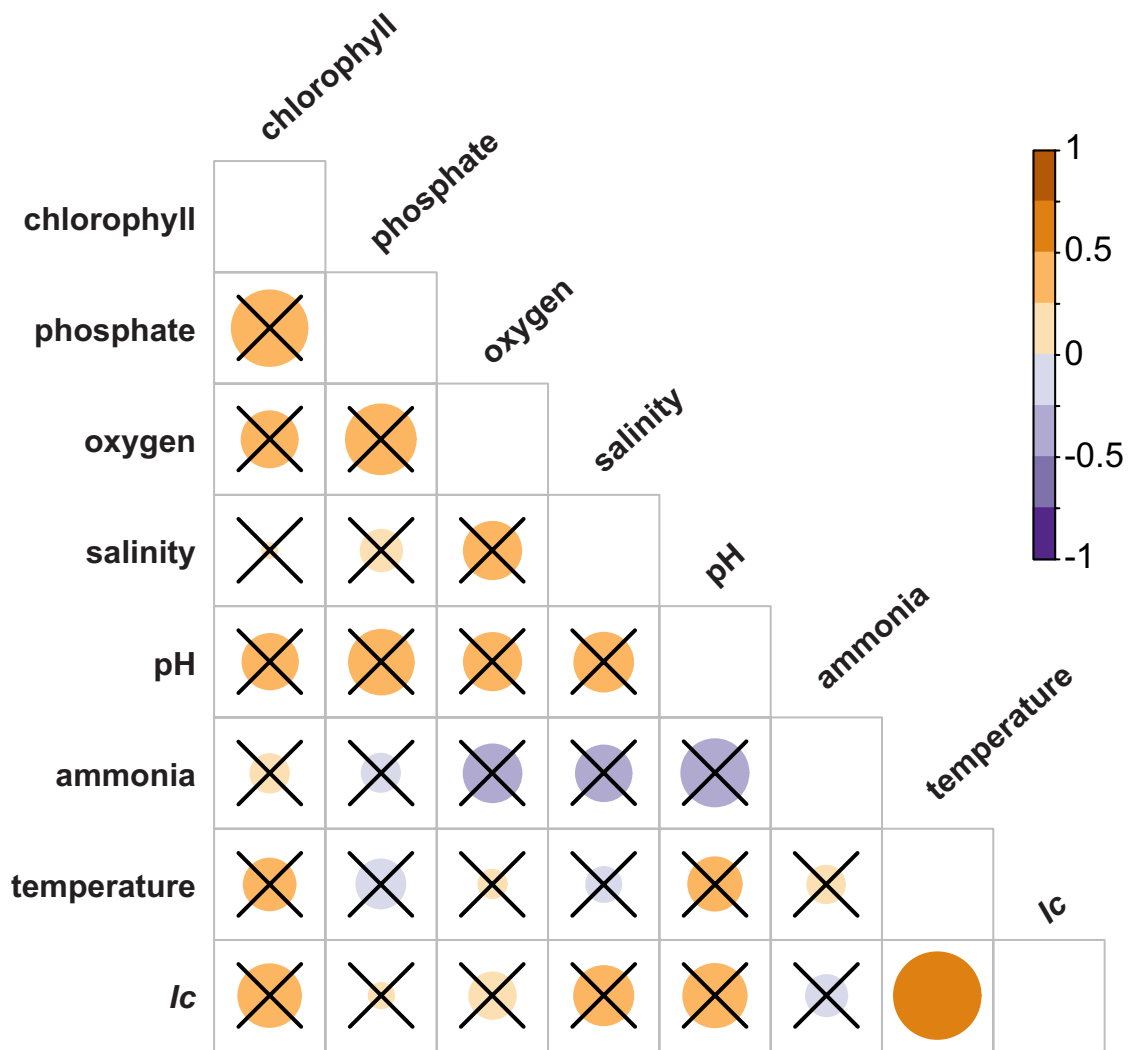 chlorophyll
phosphate
oxygen
salinity
pH
ammonia
temperature
Ic
chlorophyll
phosphate
oxygen
salinity
pH
ammonia
temperature
Ic
1
0.5
0
-0.5
-1